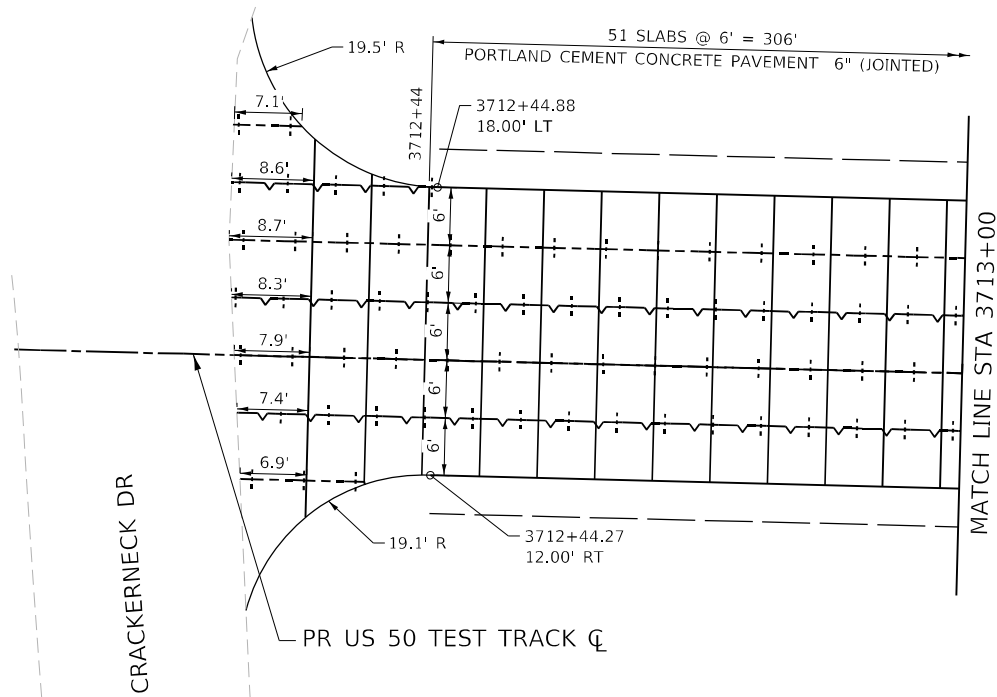 51 SLABS @ 6' = 306'
PORTLAND CEMENT CONCRETE PAVEMENT 6" (JOINTED)
19.5' R
3712+44
3712+44.88
18.00' LT
7.1'
8.6'
8.7'
8.3'
7.9'
7.4'
6.9'
6'
6'
6'
6'
6'
MATCH LINE STA 3713+00
19.1' R
3712+44.27
12.00' RT
CRACKERNECK DR
PR US 50 TEST TRACK ℄